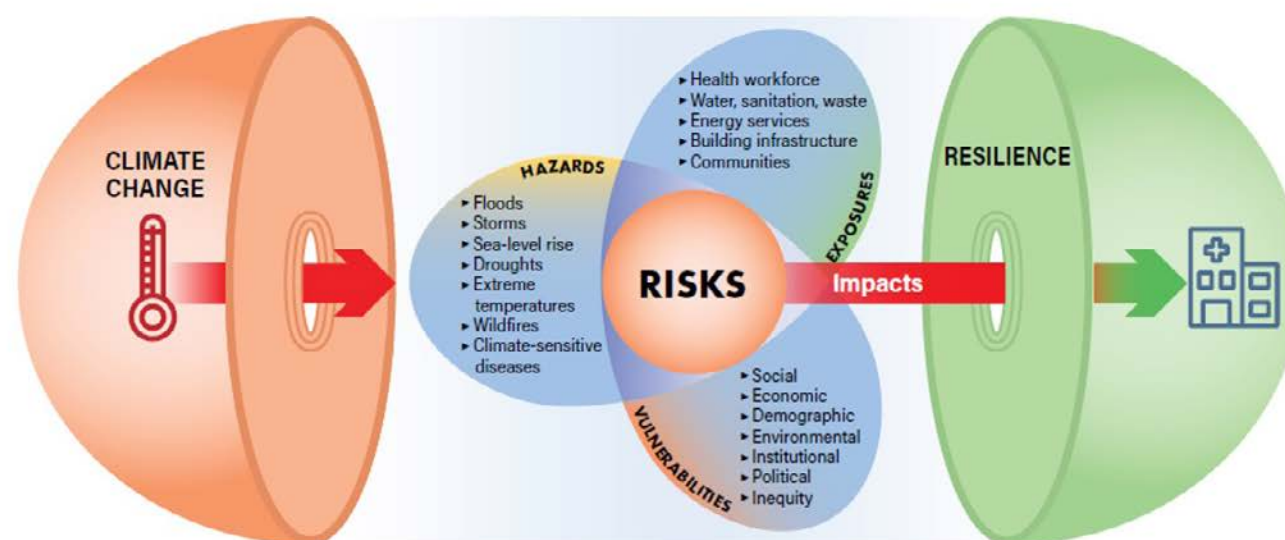 CLIMATE
CHANGE
HAZARDS
▸ Floods
▸ Storms
▸ Sea-level rise
▸ Droughts
▸ Extreme
temperatures
▸ Wildfires
▸ Climate-sensitive
diseases
▸ Health workforce
▸ Water, sanitation, waste
▸ Energy services
▸ Building infrastructure
▸ Communities
EXPOSURES
RISKS
Impacts
▸ Social
▸ Economic
▸ Demographic
▸ Environmental
▸ Institutional
▸ Political
▸ Inequity
VULNERABILITIES
RESILIENCE